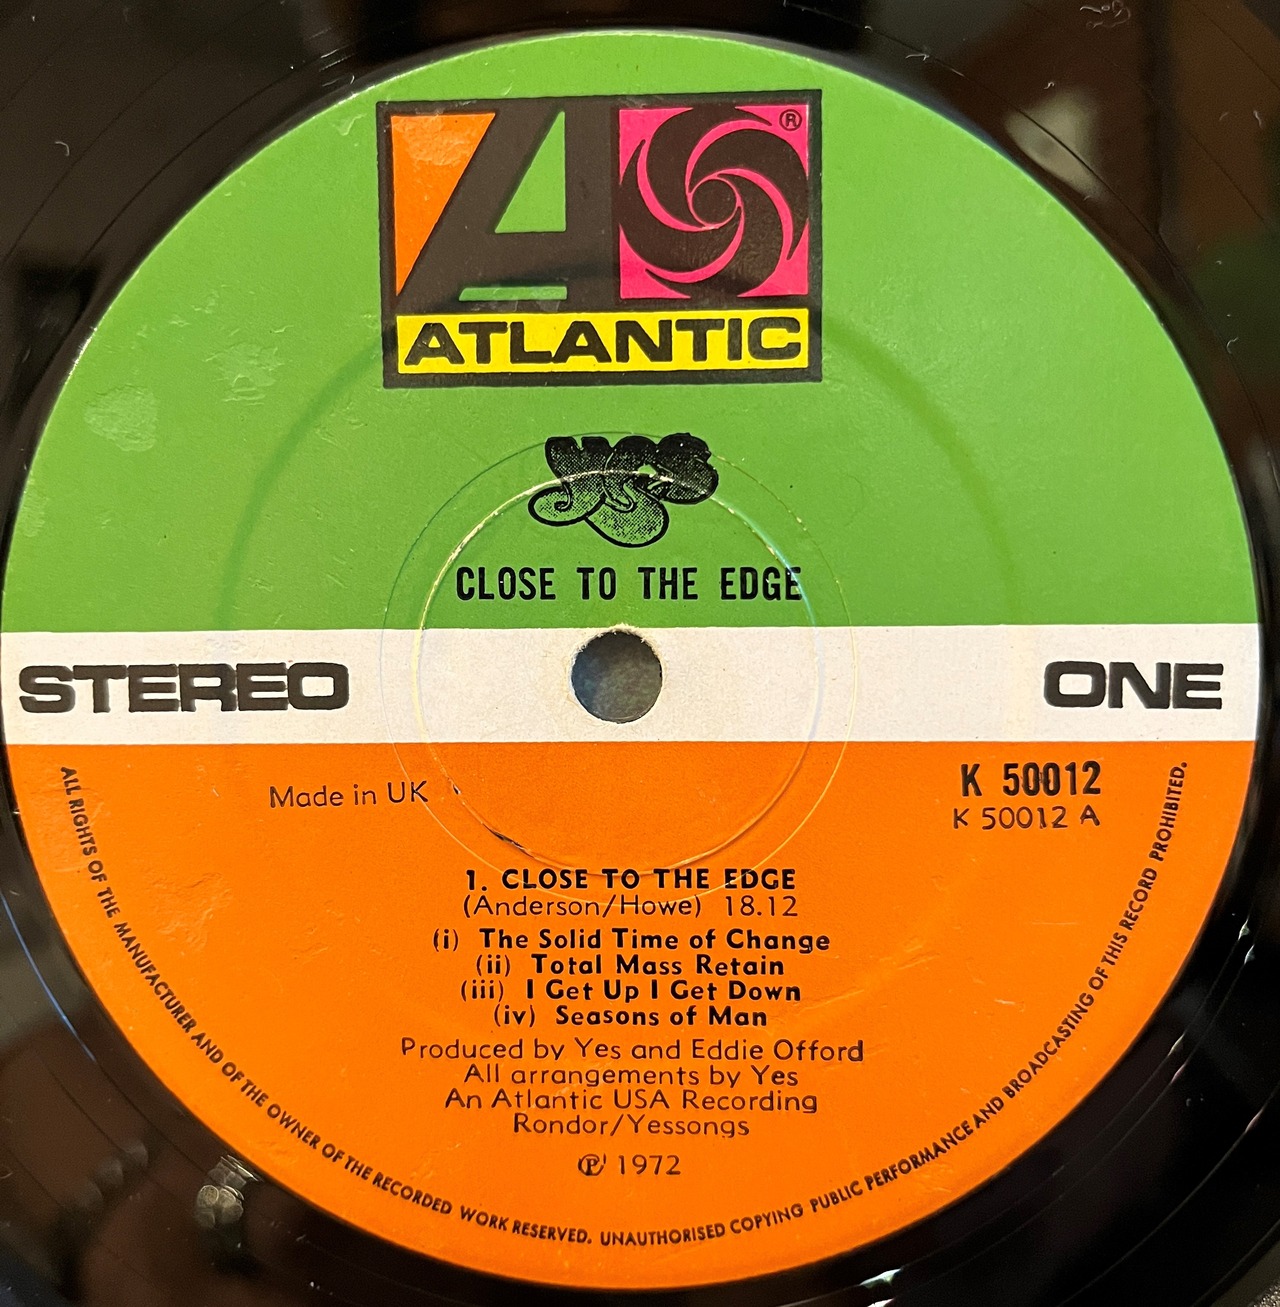 ®
ATLANTIC
yes
CLOSE TO THE EDGE
STEREO
ONE
Made in UK
K 50012
K 50012 A
1. CLOSE TO THE EDGE
(Anderson/Howe) 18.12
(i) The Solid Time of Change
(ii) Total Mass Retain
(iii) I Get Up I Get Down
(iv) Seasons of Man
Produced by Yes and Eddie Offord
All arrangements by Yes
An Atlantic USA Recording
Rondor/Yessongs
℗ 1972
ALL RIGHTS OF THE MANUFACTURER AND OF THE OWNER OF THE RECORDED WORK RESERVED. UNAUTHORISED COPYING PUBLIC PERFORMANCE AND BROADCASTING OF THIS RECORD PROHIBITED.